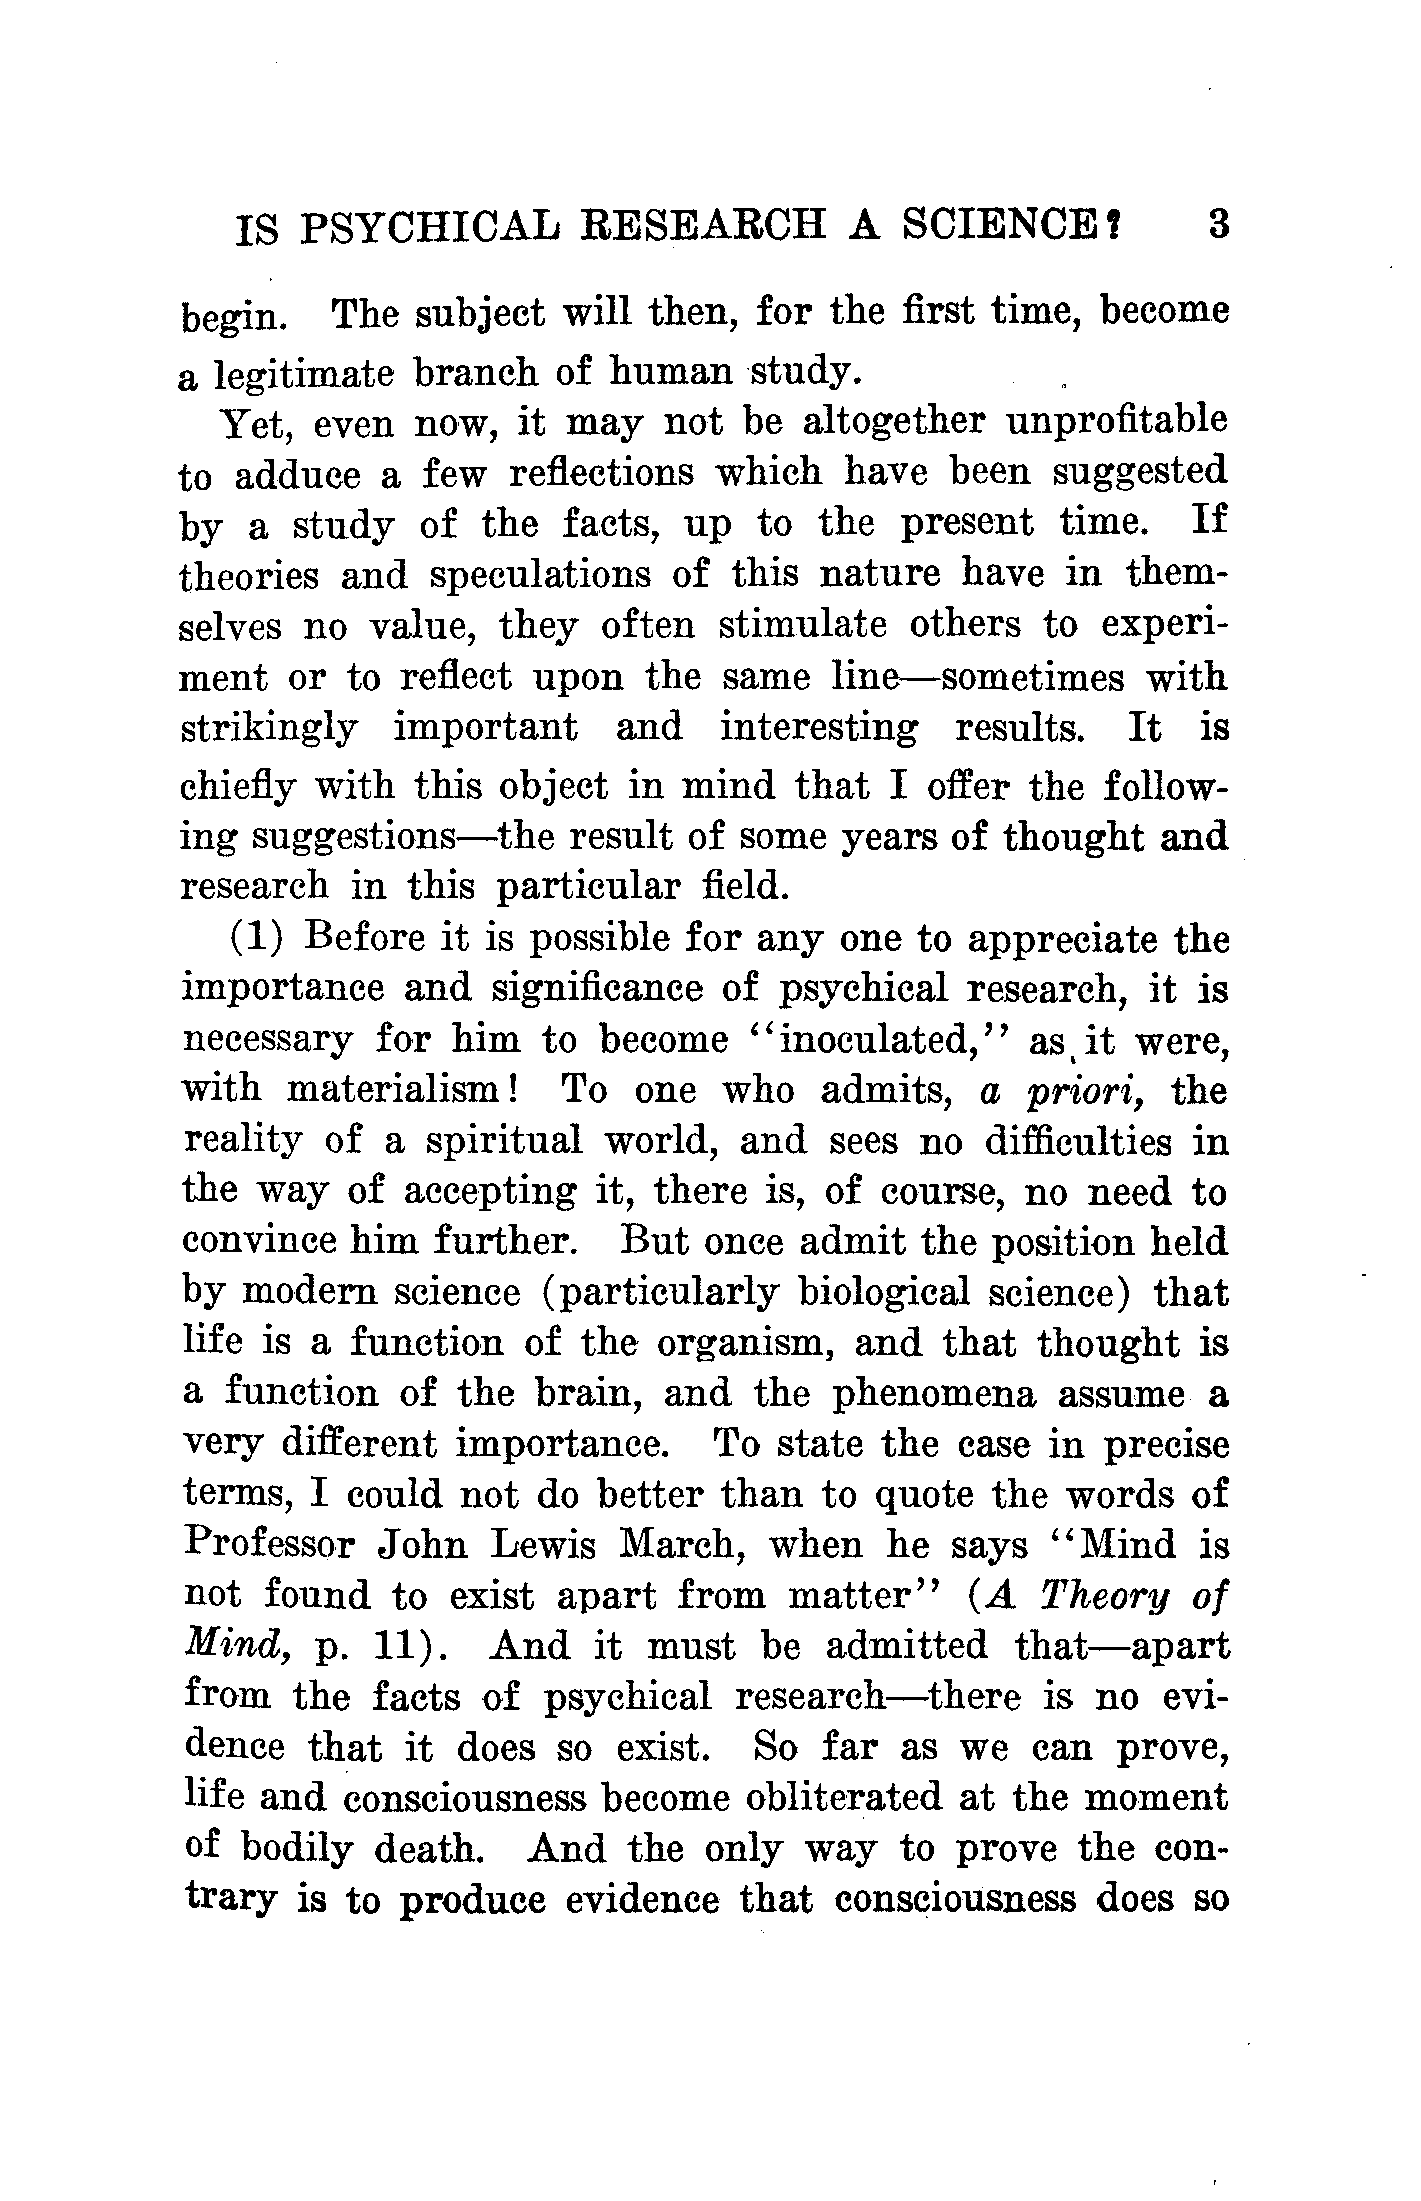 IS PSYCHICAL RESEARCH A SCIENCE? 3
begin. The subject will then, for the first time, become
a legitimate branch of human study.
Yet, even now, it may not be altogether unprofitable
to adduce a few reflections which have been suggested
by a study of the facts, up to the present time. If
theories and speculations of this nature have in them-
selves no value, they often stimulate others to experi-
ment or to reflect upon the same line—sometimes with
strikingly important and interesting results. It is
chiefly with this object in mind that I offer the follow-
ing suggestions—the result of some years of thought and
research in this particular field.
(1) Before it is possible for any one to appreciate the
importance and significance of psychical research, it is
necessary for him to become "inoculated," as it were,
with materialism! To one who admits, a priori, the
reality of a spiritual world, and sees no difficulties in
the way of accepting it, there is, of course, no need to
convince him further. But once admit the position held
by modern science (particularly biological science) that
life is a function of the organism, and that thought is
a function of the brain, and the phenomena assume a
very different importance. To state the case in precise
terms, I could not do better than to quote the words of
Professor John Lewis March, when he says "Mind is
not found to exist apart from matter" (A Theory of
Mind, p. 11). And it must be admitted that—apart
from the facts of psychical research—there is no evi-
dence that it does so exist. So far as we can prove,
life and consciousness become obliterated at the moment
of bodily death. And the only way to prove the con-
trary is to produce evidence that consciousness does so